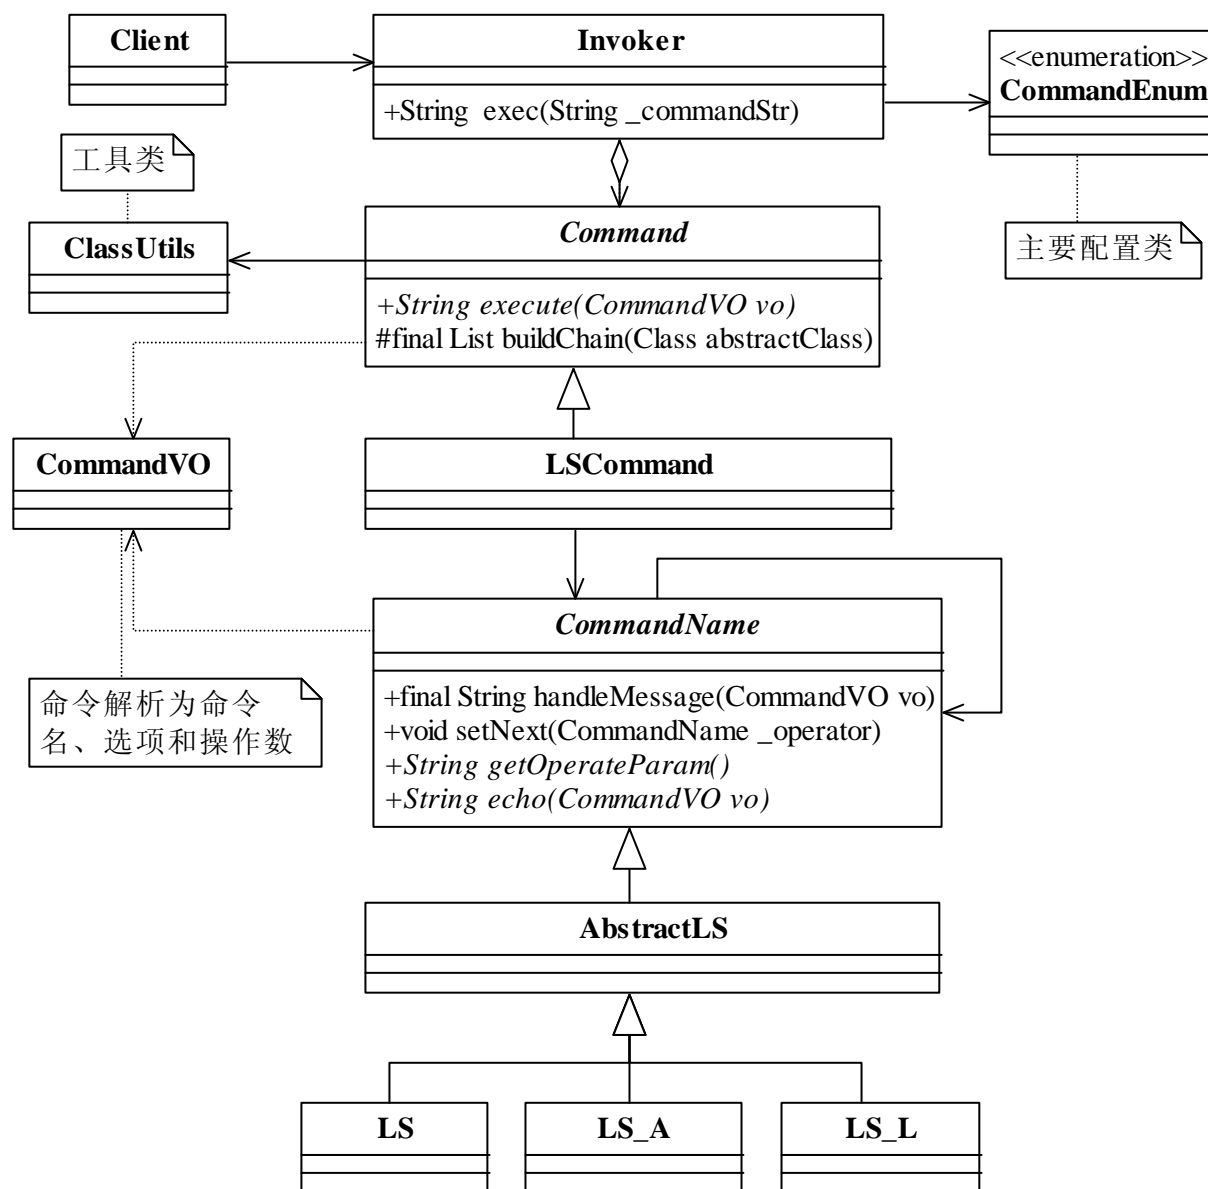 Client
Invoker
+String exec(String _commandStr)
<<enumeration>>
CommandEnum
工具类
主要配置类
ClassUtils
Command
+String execute(CommandVO vo)
#final List buildChain(Class abstractClass)
CommandVO
LSCommand
CommandName
+final String handleMessage(CommandVO vo)
+void setNext(CommandName _operator)
+String getOperateParam()
+String echo(CommandVO vo)
命令解析为命令
名、选项和操作数
AbstractLS
LS
LS_A
LS_L